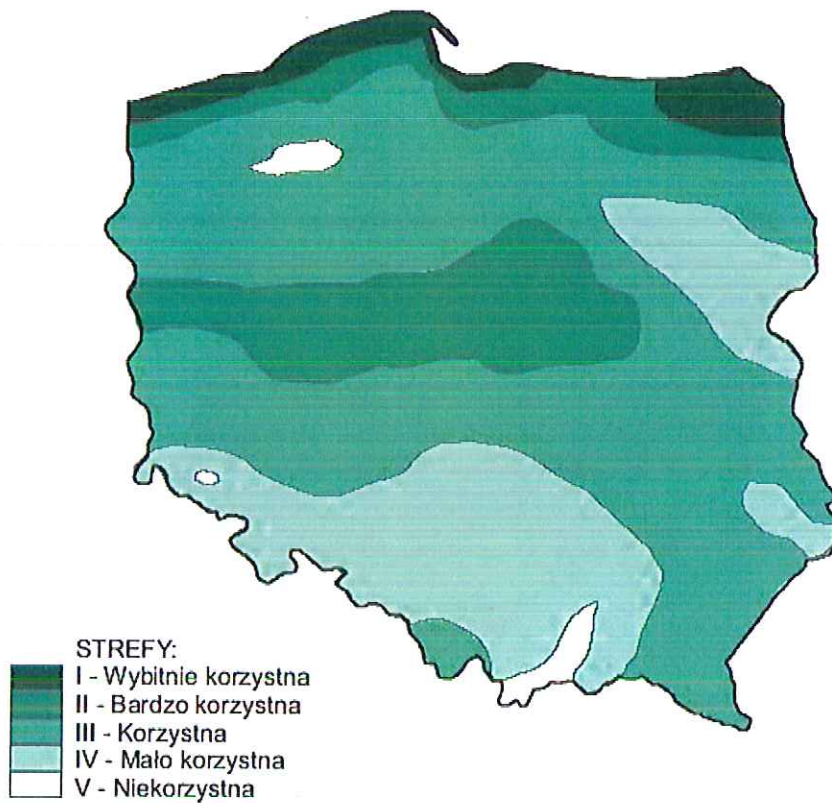 STREFY:
I - Wybitnie korzystna
II - Bardzo korzystna
III - Korzystna
IV - Mało korzystna
V - Niekorzystna